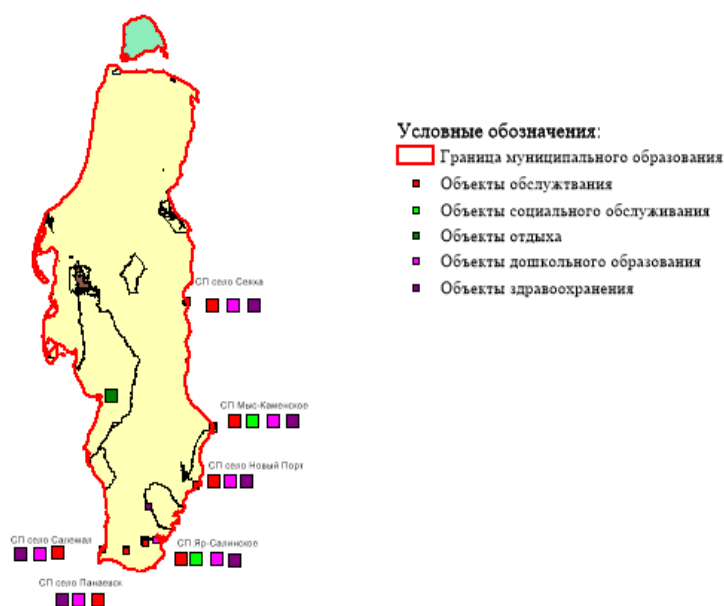 Условные обозначения:
Граница муниципального образования
Объекты обслужтвания
Объекты социального обслуживания
Объекты отдыха
Объекты дошкольного образования
Объекты здравоохранения
СП село Сеяха
СП Мыс-Каменское
СП село Новый Порт
СП село Салемал
СП Яр-Салинское
СП село Панаевск